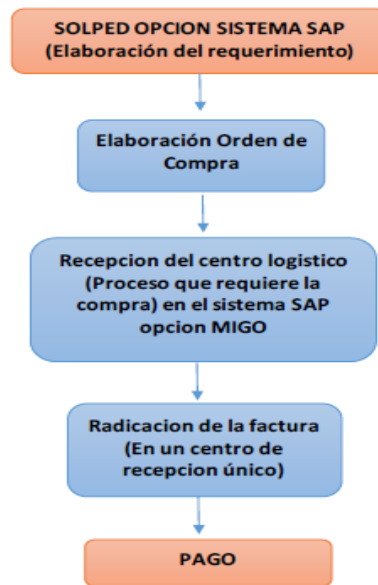 SOLPED OPCION SISTEMA SAP
(Elaboración del requerimiento)
Elaboración Orden de
Compra
Recepcion del centro logistico
(Proceso que requiere la
compra) en el sistema SAP
opcion MIGO
Radicacion de la factura
(En un centro de
recepcion único)
PAGO